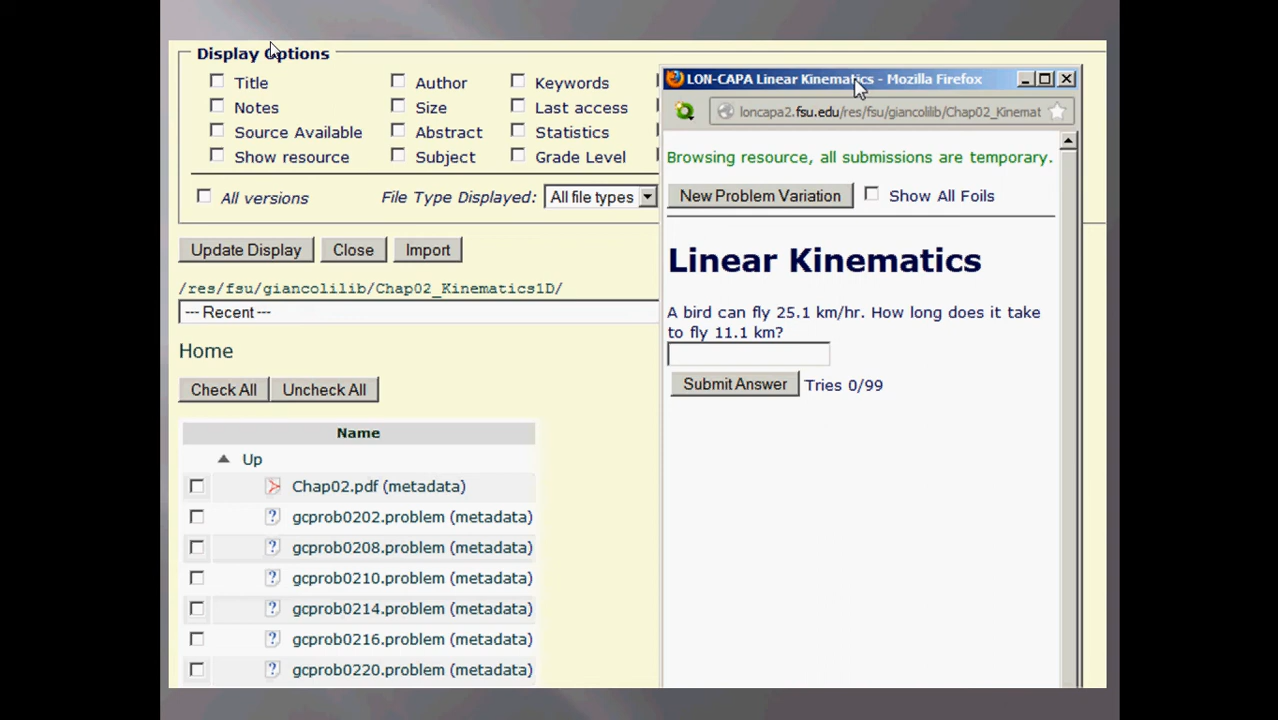 Display Options
Title Author Keywords
Notes Size Last access
Source Available Abstract Statistics
Show resource Subject Grade Level
All versions File Type Displayed: All file types
Update Display Close Import
/res/fsu/giancolilib/Chap02_Kinematics1D/
--- Recent ---
Home
Check All Uncheck All
Name
Up
Chap02.pdf (metadata)
gcprob0202.problem (metadata)
gcprob0208.problem (metadata)
gcprob0210.problem (metadata)
gcprob0214.problem (metadata)
gcprob0216.problem (metadata)
gcprob0220.problem (metadata)
LON-CAPA Linear Kinematics - Mozilla Firefox
loncapa2.fsu.edu/res/fsu/giancolilib/Chap02_Kinemat
Browsing resource, all submissions are temporary.
New Problem Variation Show All Foils
Linear Kinematics
A bird can fly 25.1 km/hr. How long does it take
to fly 11.1 km?
Submit Answer Tries 0/99